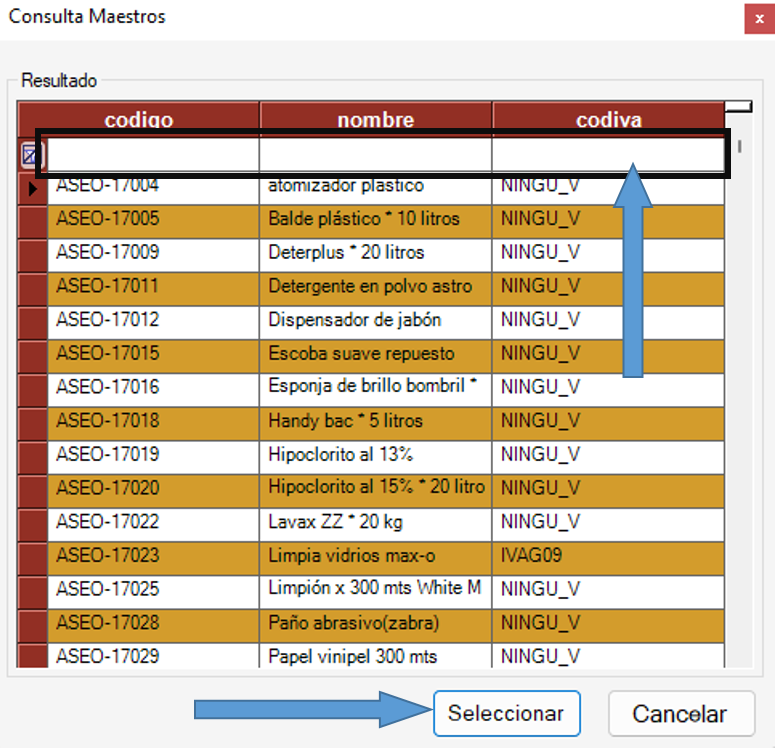 Consulta Maestros
x
Resultado
codigo nombre codiva
ASEO-17004 atomizador plastico NINGU_V
ASEO-17005 Balde plástico * 10 litros NINGU_V
ASEO-17009 Deterplus * 20 litros NINGU_V
ASEO-17011 Detergente en polvo astro NINGU_V
ASEO-17012 Dispensador de jabón NINGU_V
ASEO-17015 Escoba suave repuesto NINGU_V
ASEO-17016 Esponja de brillo bombril * NINGU_V
ASEO-17018 Handy bac * 5 litros NINGU_V
ASEO-17019 Hipoclorito al 13% NINGU_V
ASEO-17020 Hipoclorito al 15% * 20 litro NINGU_V
ASEO-17022 Lavax ZZ * 20 kg NINGU_V
ASEO-17023 Limpia vidrios max-o IVAG09
ASEO-17025 Limpión x 300 mts White M NINGU_V
ASEO-17028 Paño abrasivo(zabra) NINGU_V
ASEO-17029 Papel vinipel 300 mts NINGU_V
Seleccionar Cancelar